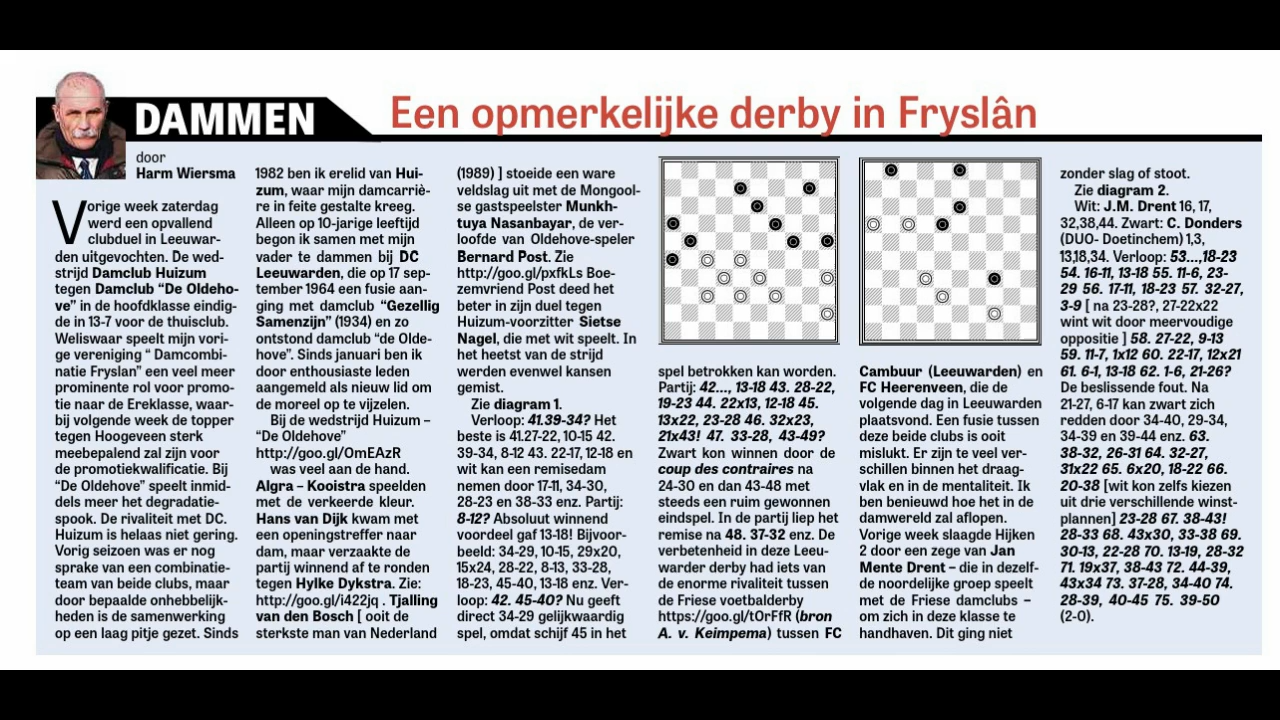 DAMMEN
Een opmerkelijke derby in Fryslân
door
Harm Wiersma
Vorige week zaterdag
werd een opvallend
clubduel in Leeuwar-
den uitgevochten. De wed-
strijd Damclub Huizum
tegen Damclub “De Oldeho-
ve” in de hoofdklasse eindig-
de in 13-7 voor de thuisclub.
Weliswaar speelt mijn vori-
ge vereniging “ Damcombi-
natie Fryslan” een veel meer
prominente rol voor promo-
tie naar de Ereklasse, waar-
bij volgende week de topper
tegen Hoogeveen sterk
meebepalend zal zijn voor
de promotiekwalificatie. Bij
“De Oldehove” speelt inmid-
dels meer het degradatie-
spook. De rivaliteit met DC.
Huizum is helaas niet gering.
Vorig seizoen was er nog
sprake van een combinatie-
team van beide clubs, maar
door bepaalde onhebbelijk-
heden is de samenwerking
op een laag pitje gezet. Sinds
1982 ben ik erelid van Hui-
zum, waar mijn damcarriè-
re in feite gestalte kreeg.
Alleen op 10-jarige leeftijd
begon ik samen met mijn
vader te dammen bij DC
Leeuwarden, die op 17 sep-
tember 1964 een fusie aan-
ging met damclub “Gezellig
Samenzijn” (1934) en zo
ontstond damclub “de Olde-
hove”. Sinds januari ben ik
door enthousiaste leden
aangemeld als nieuw lid om
de moreel op te vijzelen.
Bij de wedstrijd Huizum –
“De Oldehove”
http://goo.gl/OmEAzR
was veel aan de hand.
Algra – Kooistra speelden
met de verkeerde kleur.
Hans van Dijk kwam met
een openingstreffer naar
dam, maar verzaakte de
partij winnend af te ronden
tegen Hylke Dykstra. Zie:
http://goo.gl/i422jq . Tjalling
van den Bosch [ ooit de
sterkste man van Nederland
(1989) ] stoeide een ware
veldslag uit met de Mongool-
se gastspeelster Munkh-
tuya Nasanbayar, de ver-
loofde van Oldehove-speler
Bernard Post. Zie
http://goo.gl/pxfkLs Boe-
zemvriend Post deed het
beter in zijn duel tegen
Huizum-voorzitter Sietse
Nagel, die met wit speelt. In
het heetst van de strijd
werden evenwel kansen
gemist.
Zie diagram 1.
Verloop: 41.39-34? Het
beste is 41.27-22, 10-15 42.
39-34, 8-12 43. 22-17, 12-18 en
wit kan een remisedam
nemen door 17-11, 34-30,
28-23 en 38-33 enz. Partij:
8-12? Absoluut winnend
voordeel gaf 13-18! Bijvoor-
beeld: 34-29, 10-15, 29x20,
15x24, 28-22, 8-13, 33-28,
18-23, 45-40, 13-18 enz. Ver-
loop: 42. 45-40? Nu geeft
direct 34-29 gelijkwaardig
spel, omdat schijf 45 in het
spel betrokken kan worden.
Partij: 42..., 13-18 43. 28-22,
19-23 44. 22x13, 12-18 45.
13x22, 23-28 46. 32x23,
21x43! 47. 33-28, 43-49?
Zwart kon winnen door de
coup des contraires na
24-30 en dan 43-48 met
steeds een ruim gewonnen
eindspel. In de partij liep het
remise na 48. 37-32 enz. De
verbetenheid in deze Leeu-
warder derby had iets van
de enorme rivaliteit tussen
de Friese voetbalderby
https://goo.gl/tOrFfR (bron
A. v. Keimpema) tussen FC
Cambuur (Leeuwarden) en
FC Heerenveen, die de
volgende dag in Leeuwarden
plaatsvond. Een fusie tussen
deze beide clubs is ooit
mislukt. Er zijn te veel ver-
schillen binnen het draag-
vlak en in de mentaliteit. Ik
ben benieuwd hoe het in de
damwereld zal aflopen.
Vorige week slaagde Hijken
2 door een zege van Jan
Mente Drent – die in dezelf-
de noordelijke groep speelt
met de Friese damclubs –
om zich in deze klasse te
handhaven. Dit ging niet
zonder slag of stoot.
Zie diagram 2.
Wit: J.M. Drent 16, 17,
32,38,44. Zwart: C. Donders
(DUO- Doetinchem) 1,3,
13,18,34. Verloop: 53...,18-23
54. 16-11, 13-18 55. 11-6, 23-
29 56. 17-11, 18-23 57. 32-27,
3-9 [ na 23-28?, 27-22x22
wint wit door meervoudige
oppositie ] 58. 27-22, 9-13
59. 11-7, 1x12 60. 22-17, 12x21
61. 6-1, 13-18 62. 1-6, 21-26?
De beslissende fout. Na
21-27, 6-17 kan zwart zich
redden door 34-40, 29-34,
34-39 en 39-44 enz. 63.
38-32, 26-31 64. 32-27,
31x22 65. 6x20, 18-22 66.
20-38 [wit kon zelfs kiezen
uit drie verschillende winst-
plannen] 23-28 67. 38-43!
28-33 68. 43x30, 33-38 69.
30-13, 22-28 70. 13-19, 28-32
71. 19x37, 38-43 72. 44-39,
43x34 73. 37-28, 34-40 74.
28-39, 40-45 75. 39-50
(2-0).